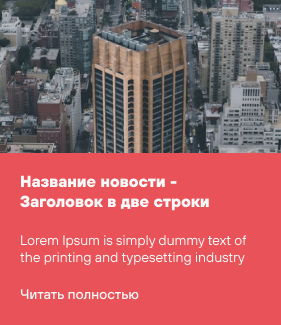 Название новости -
Заголовок в две строки
Lorem Ipsum is simply dummy text of
the printing and typesetting industry
Читать полностью